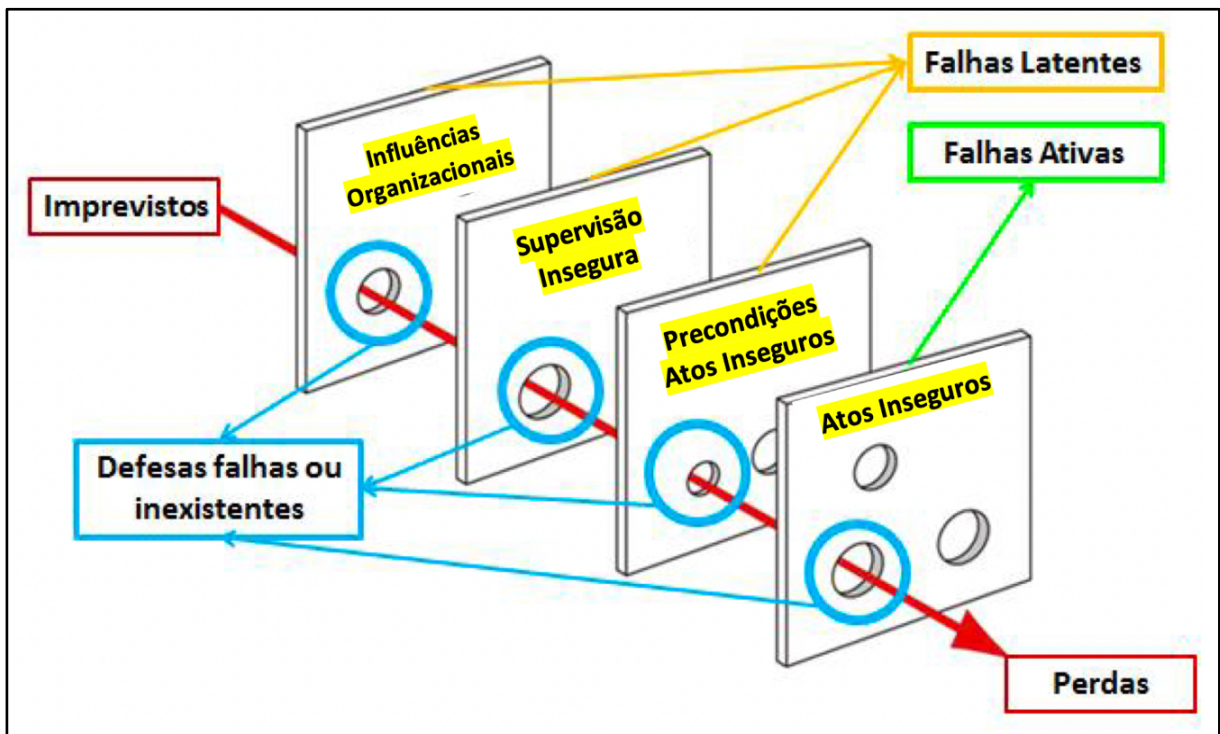 Falhas Latentes
Influências
Organizacionais
Falhas Ativas
Imprevistos
Supervisão
Insegura
Precondições
Atos Inseguros
Atos Inseguros
Defesas falhas ou
inexistentes
Perdas